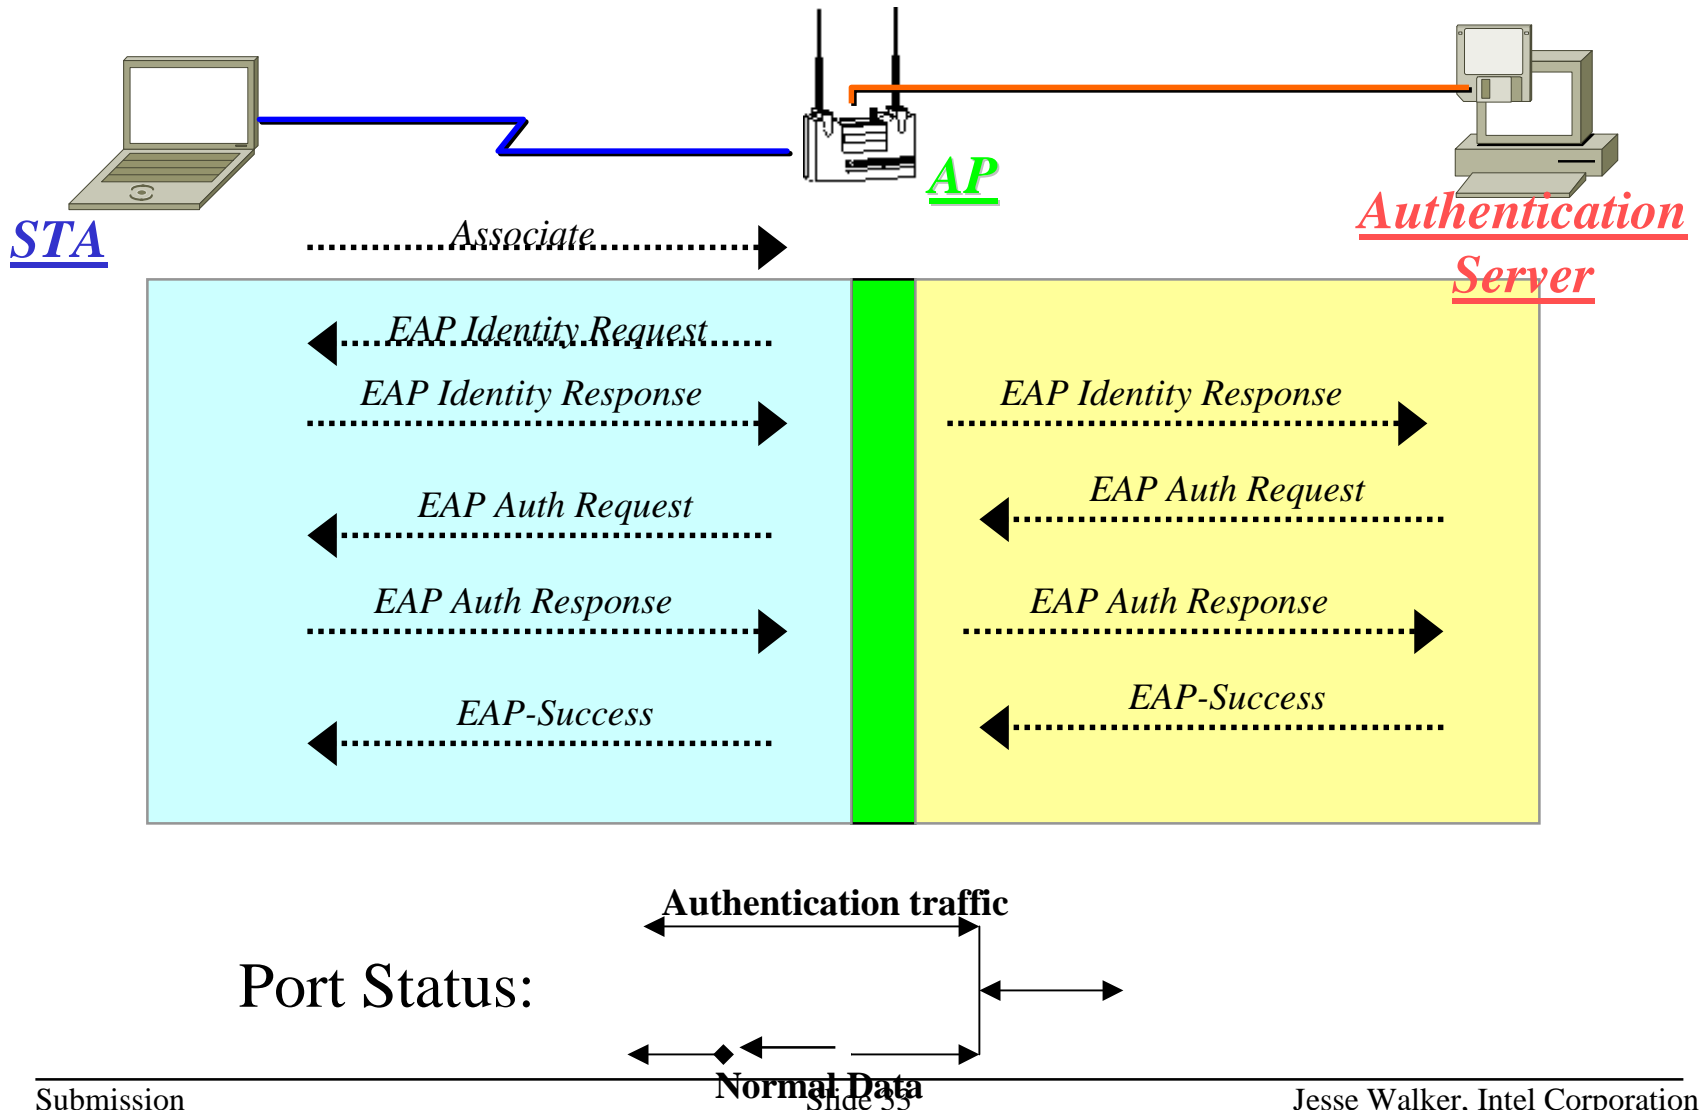 AP
STA
Authentication
Server
Associate
EAP Identity Request
EAP Identity Response
EAP Identity Response
EAP Auth Request
EAP Auth Request
EAP Auth Response
EAP Auth Response
EAP-Success
EAP-Success
Authentication traffic
Port Status:
Normal Data
Submission
Slide 33
Jesse Walker, Intel Corporation